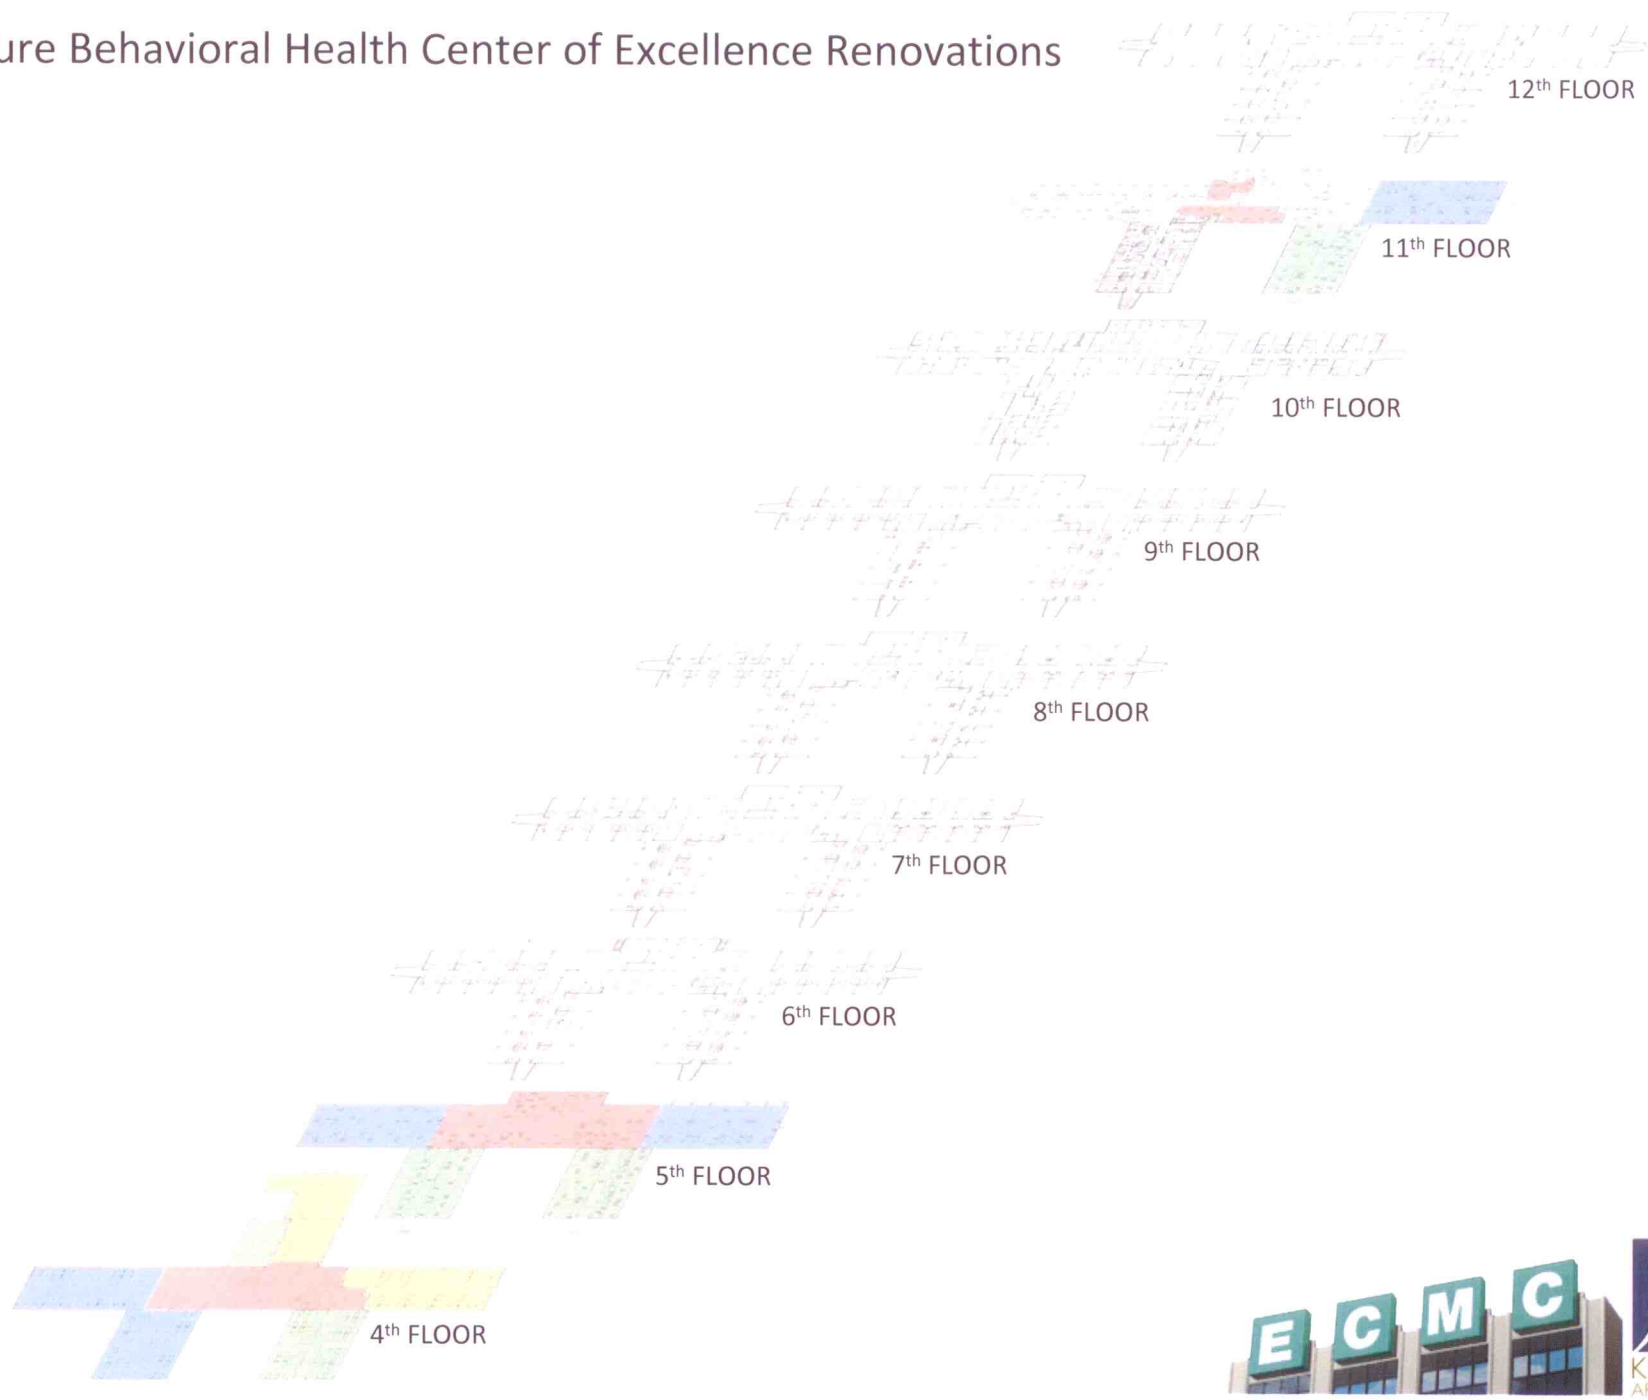 ure Behavioral Health Center of Excellence Renovations
12th FLOOR
11th FLOOR
10th FLOOR
9th FLOOR
8th FLOOR
7th FLOOR
6th FLOOR
5th FLOOR
4th FLOOR
ECMC